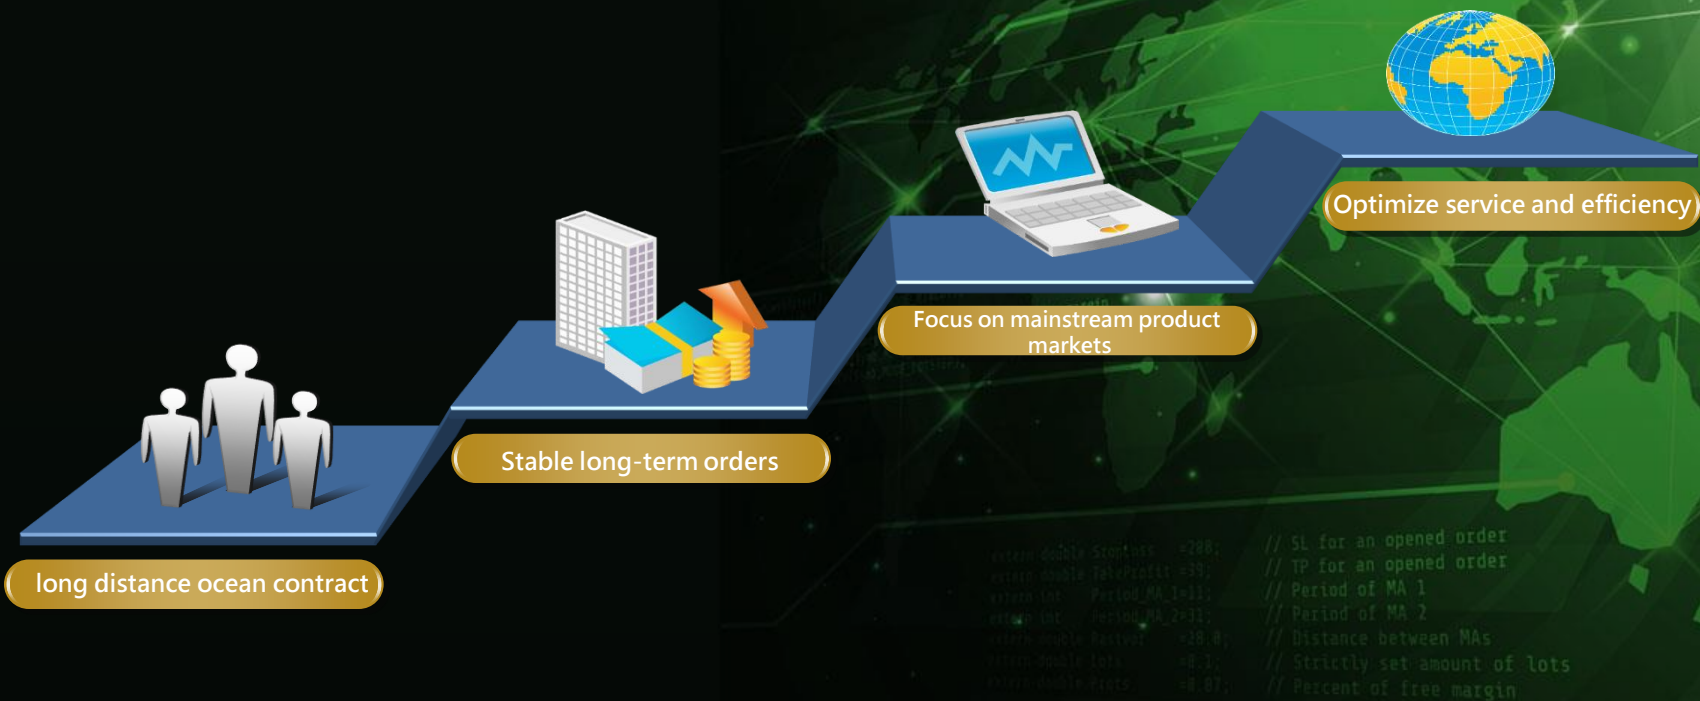 Optimize service and efficiency
Focus on mainstream product
markets
Stable long-term orders
long distance ocean contract
// SL for an opened order
// TP for an opened order
// Period of MA 1
// Period of MA 2
// Distance between MAs
// Strictly set amount of lots
// Percent of free margin